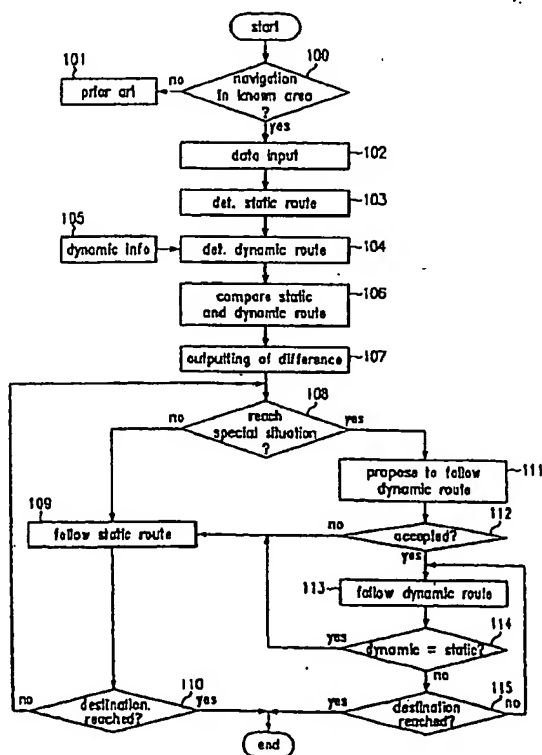 start
100
101
no
navigation
in known area
?
prior art
yes
data input
102
det. static route
103
105
dynamic info
det. dynamic route
104
compare static
and dynamic route
106
outputting of difference
107
108
no
reach
special situation
?
yes
propose to follow
dynamic route
111
109
follow static route
no
112
accepted?
yes
113
follow dynamic route
yes
114
dynamic = static?
no
no
destination.
reached?
110
yes
yes
destination
reached?
115
no
end